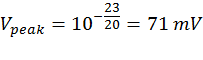 V_peak = 10^(-23/20) = 71 mV